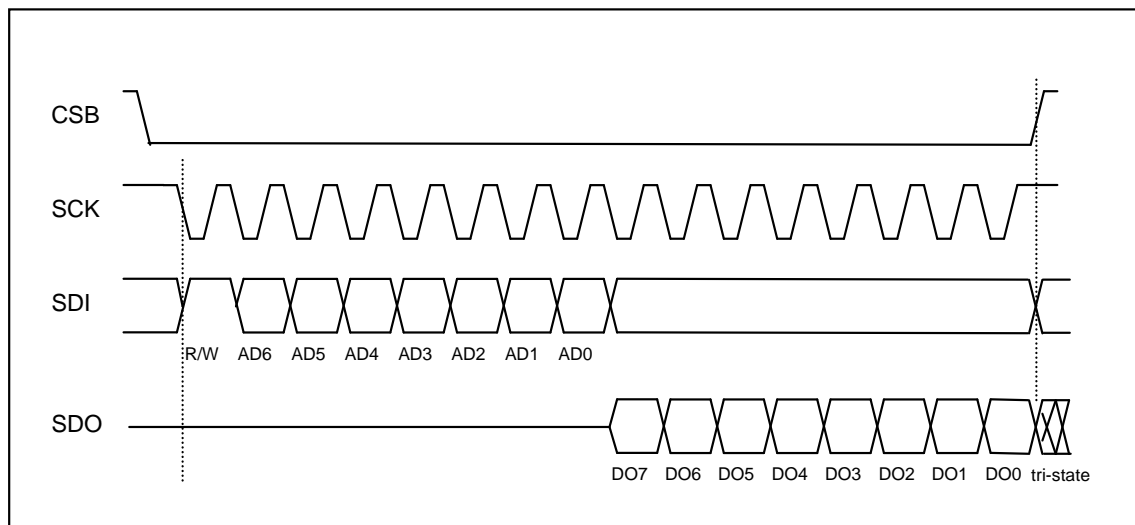 CSB
SCK
SDI
R/W AD6 AD5 AD4 AD3 AD2 AD1 AD0
SDO
DO7 DO6 DO5 DO4 DO3 DO2 DO1 DO0 tri-state